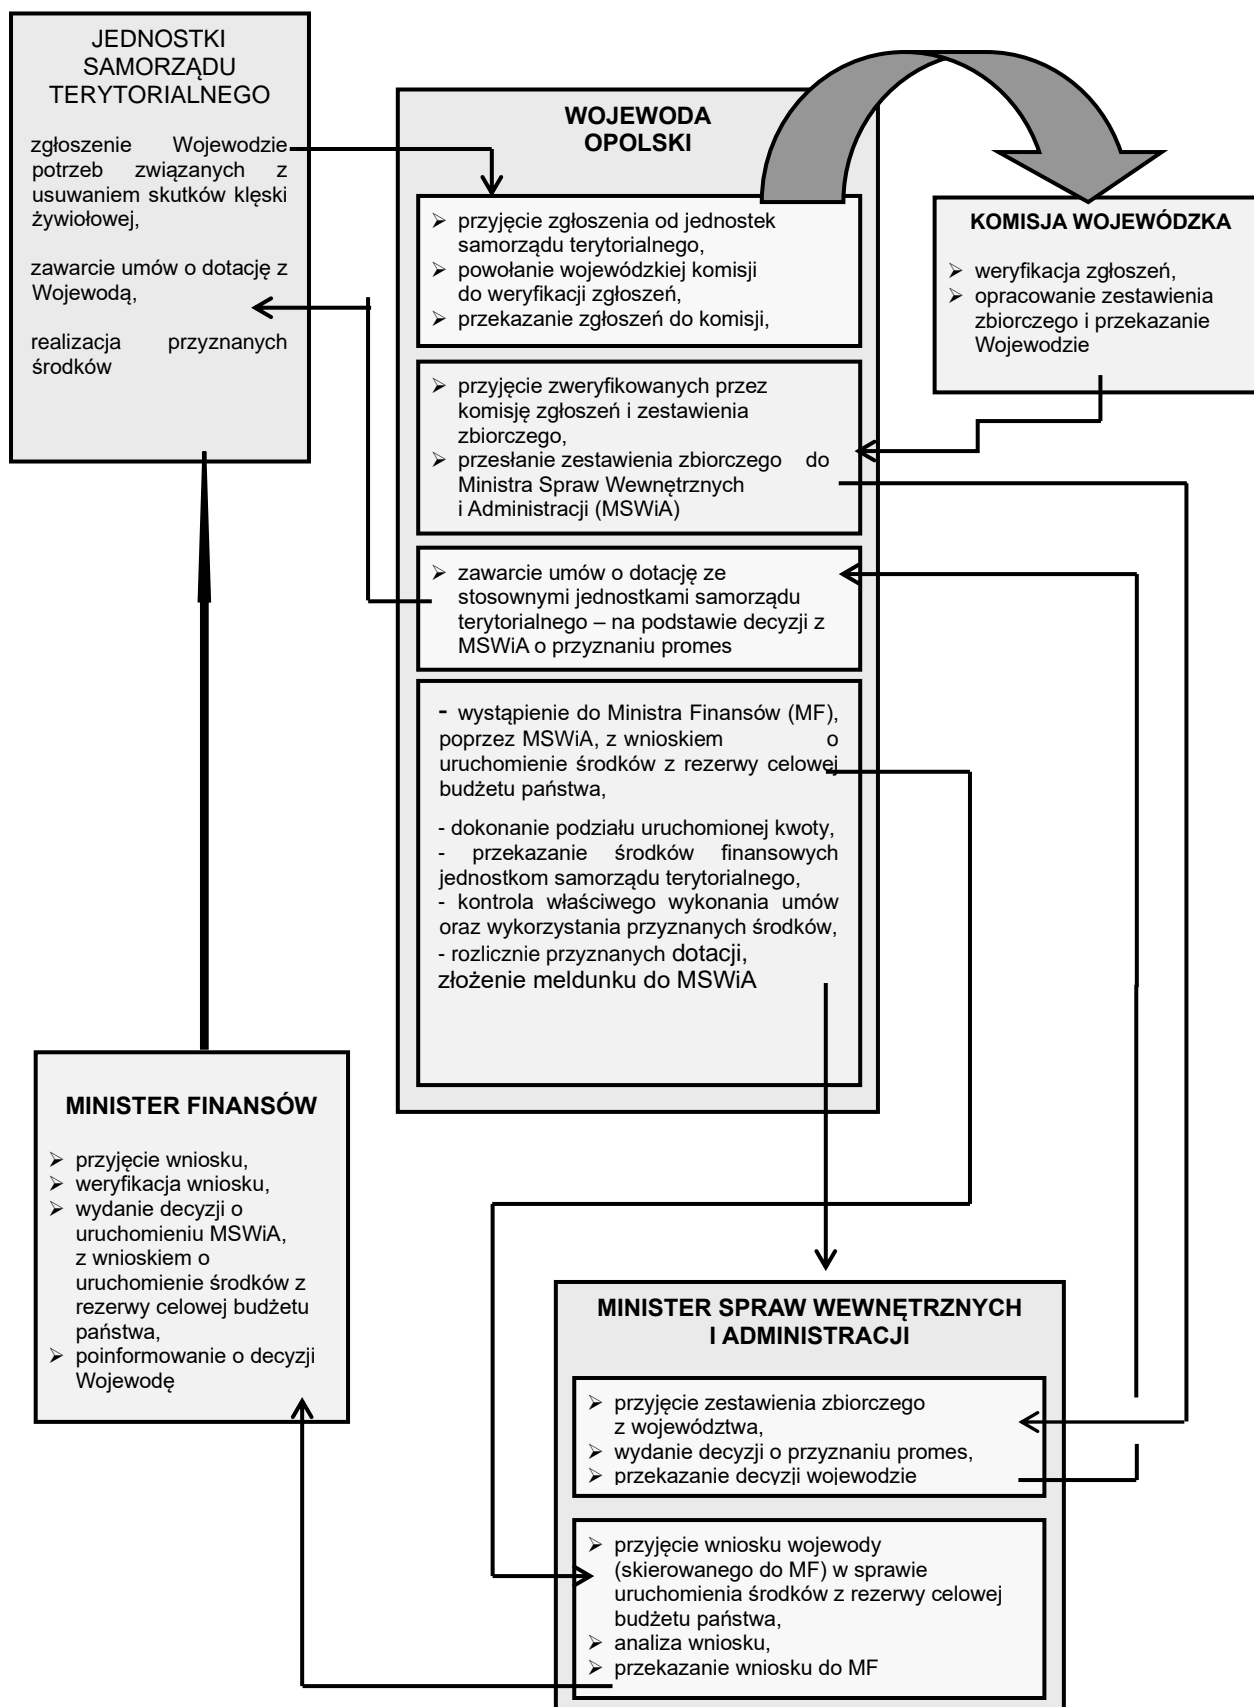 JEDNOSTKI
SAMORZĄDU
TERYTORIALNEGO
zgłoszenie Wojewodzie
potrzeb związanych z
usuwaniem skutków klęski
żywiołowej,
zawarcie umów o dotację z
Wojewodą,
realizacja przyznanych
środków
WOJEWODA
OPOLSKI
➢ przyjęcie zgłoszenia od jednostek
samorządu terytorialnego,
➢ powołanie wojewódzkiej komisji
do weryfikacji zgłoszeń,
➢ przekazanie zgłoszeń do komisji,
➢ przyjęcie zweryfikowanych przez
komisję zgłoszeń i zestawienia
zbiorczego,
➢ przesłanie zestawienia zbiorczego do
Ministra Spraw Wewnętrznych
i Administracji (MSWiA)
➢ zawarcie umów o dotację ze
stosownymi jednostkami samorządu
terytorialnego – na podstawie decyzji z
MSWiA o przyznaniu promes
- wystąpienie do Ministra Finansów (MF),
poprzez MSWiA, z wnioskiem o
uruchomienie środków z rezerwy celowej
budżetu państwa,
- dokonanie podziału uruchomionej kwoty,
- przekazanie środków finansowych
jednostkom samorządu terytorialnego,
- kontrola właściwego wykonania umów
oraz wykorzystania przyznanych środków,
- rozlicznie przyznanych dotacji,
złożenie meldunku do MSWiA
KOMISJA WOJEWÓDZKA
➢ weryfikacja zgłoszeń,
➢ opracowanie zestawienia
zbiorczego i przekazanie
Wojewodzie
MINISTER FINANSÓW
➢ przyjęcie wniosku,
➢ weryfikacja wniosku,
➢ wydanie decyzji o
uruchomieniu MSWiA,
z wnioskiem o
uruchomienie środków z
rezerwy celowej budżetu
państwa,
➢ poinformowanie o decyzji
Wojewodę
MINISTER SPRAW WEWNĘTRZNYCH
I ADMINISTRACJI
➢ przyjęcie zestawienia zbiorczego
z województwa,
➢ wydanie decyzji o przyznaniu promes,
➢ przekazanie decyzji wojewodzie
➢ przyjęcie wniosku wojewody
(skierowanego do MF) w sprawie
uruchomienia środków z rezerwy celowej
budżetu państwa,
➢ analiza wniosku,
➢ przekazanie wniosku do MF